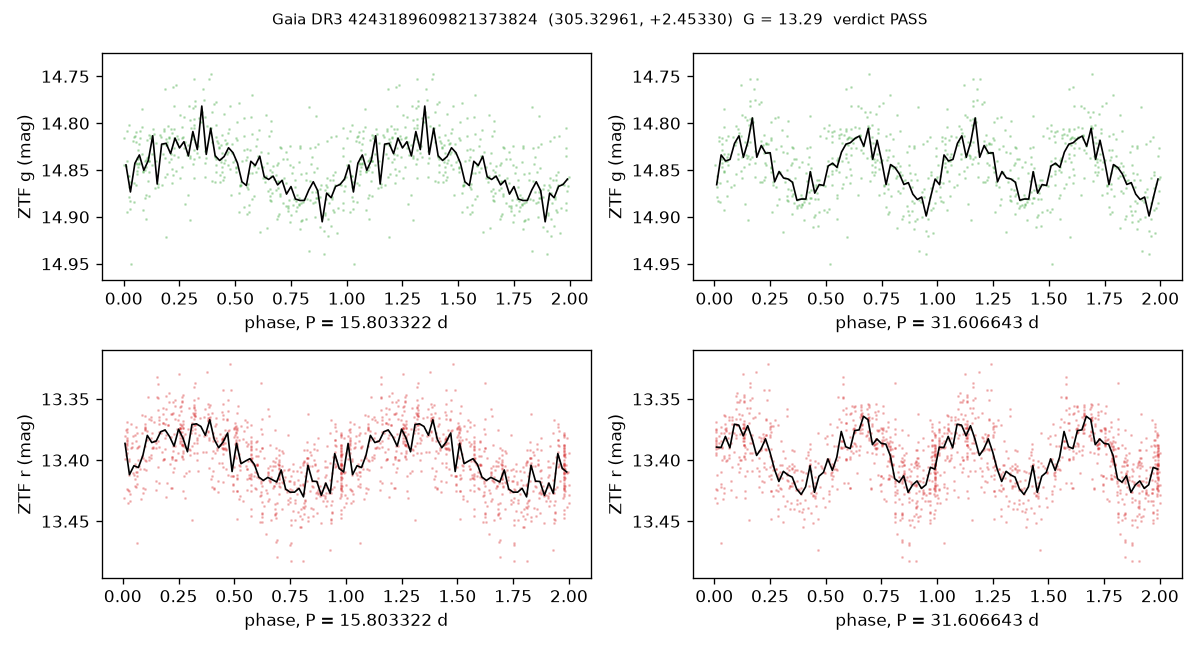 Gaia DR3 4243189609821373824 (305.32961, +2.45330) G = 13.29 verdict PASS
ZTF g (mag)
14.75
14.80
14.85
14.90
14.95
0.00 0.25 0.50 0.75 1.00 1.25 1.50 1.75 2.00
phase, P = 15.803322 d
ZTF g (mag)
14.75
14.80
14.85
14.90
14.95
0.00 0.25 0.50 0.75 1.00 1.25 1.50 1.75 2.00
phase, P = 31.606643 d
ZTF r (mag)
13.35
13.40
13.45
0.00 0.25 0.50 0.75 1.00 1.25 1.50 1.75 2.00
phase, P = 15.803322 d
ZTF r (mag)
13.35
13.40
13.45
0.00 0.25 0.50 0.75 1.00 1.25 1.50 1.75 2.00
phase, P = 31.606643 d